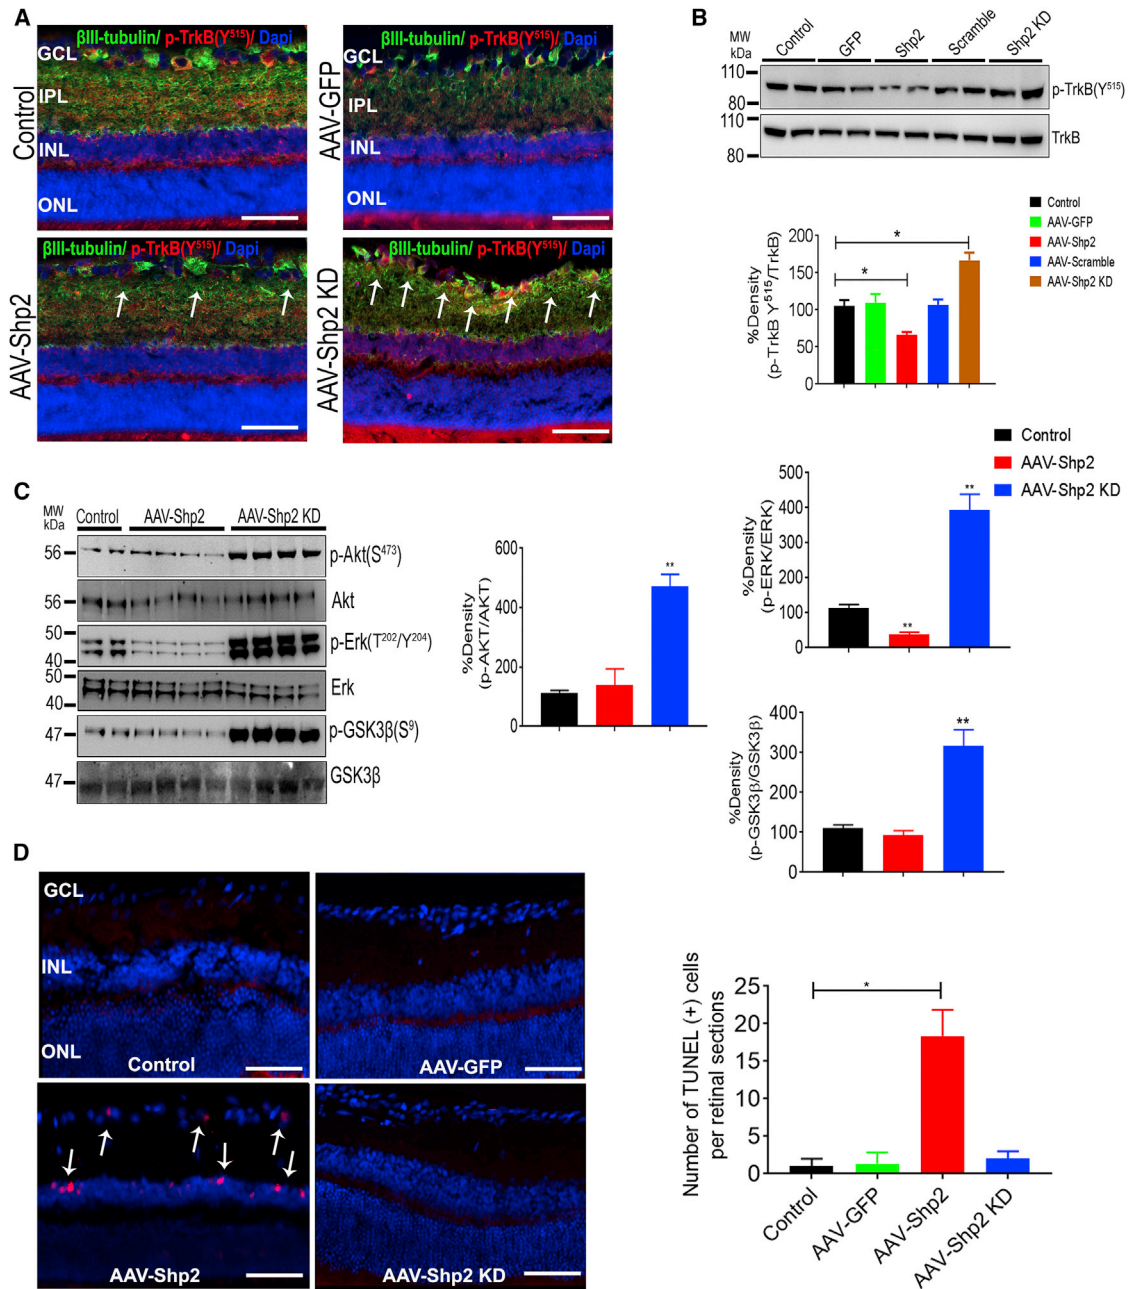 A
βIII-tubulin/ p-TrkB(Y⁵¹⁵)/ Dapi
GCL
IPL
INL
ONL
Control
βIII-tubulin/ p-TrkB(Y⁵¹⁵)/ Dapi
GCL
IPL
INL
ONL
AAV-GFP
βIII-tubulin/ p-TrkB(Y⁵¹⁵)/ Dapi
AAV-Shp2
βIII-tubulin/ p-TrkB(Y⁵¹⁵)/ Dapi
AAV-Shp2 KD
B
MW
kDa
Control
GFP
Shp2
Scramble
Shp2 KD
110
80
p-TrkB(Y⁵¹⁵)
110
80
TrkB
Control
AAV-GFP
AAV-Shp2
AAV-Scramble
AAV-Shp2 KD
%Density
(p-TrkB Y⁵¹⁵/TrkB)
200
150
100
50
0
*
*
C
MW
kDa
Control
AAV-Shp2
AAV-Shp2 KD
56
p-Akt(S⁴⁷³)
56
Akt
50
40
p-Erk(T²⁰²/Y²⁰⁴)
50
40
Erk
47
p-GSK3β(S⁹)
47
GSK3β
%Density
(p-AKT/AKT)
600
400
200
0
**
Control
AAV-Shp2
AAV-Shp2 KD
%Density
(p-ERK/ERK)
500
400
300
200
100
0
**
**
%Density
(p-GSK3β/GSK3β)
400
300
200
100
0
**
D
GCL
INL
ONL
Control
AAV-GFP
AAV-Shp2
AAV-Shp2 KD
Number of TUNEL (+) cells
per retinal sections
25
20
15
10
5
0
*
Control
AAV-GFP
AAV-Shp2
AAV-Shp2 KD